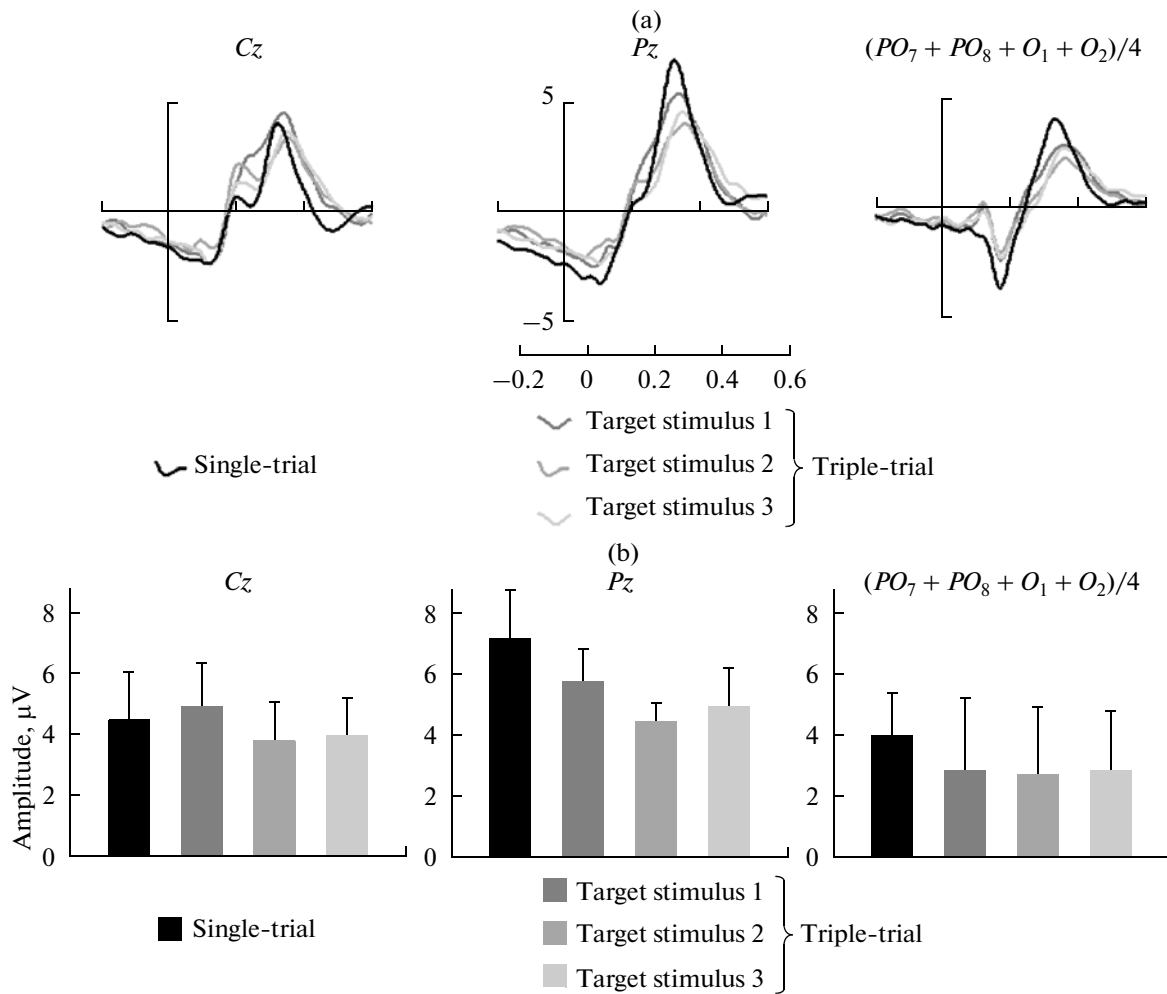 (a)
Cz
Pz
(PO7 + PO8 + O1 + O2)/4
5
−5
−0.2 0 0.2 0.4 0.6
Single-trial
Target stimulus 1
Target stimulus 2
Target stimulus 3
Triple-trial
(b)
Cz
Pz
(PO7 + PO8 + O1 + O2)/4
Amplitude, µV
8
6
4
2
0
8
6
4
2
0
8
6
4
2
0
Single-trial
Target stimulus 1
Target stimulus 2
Target stimulus 3
Triple-trial